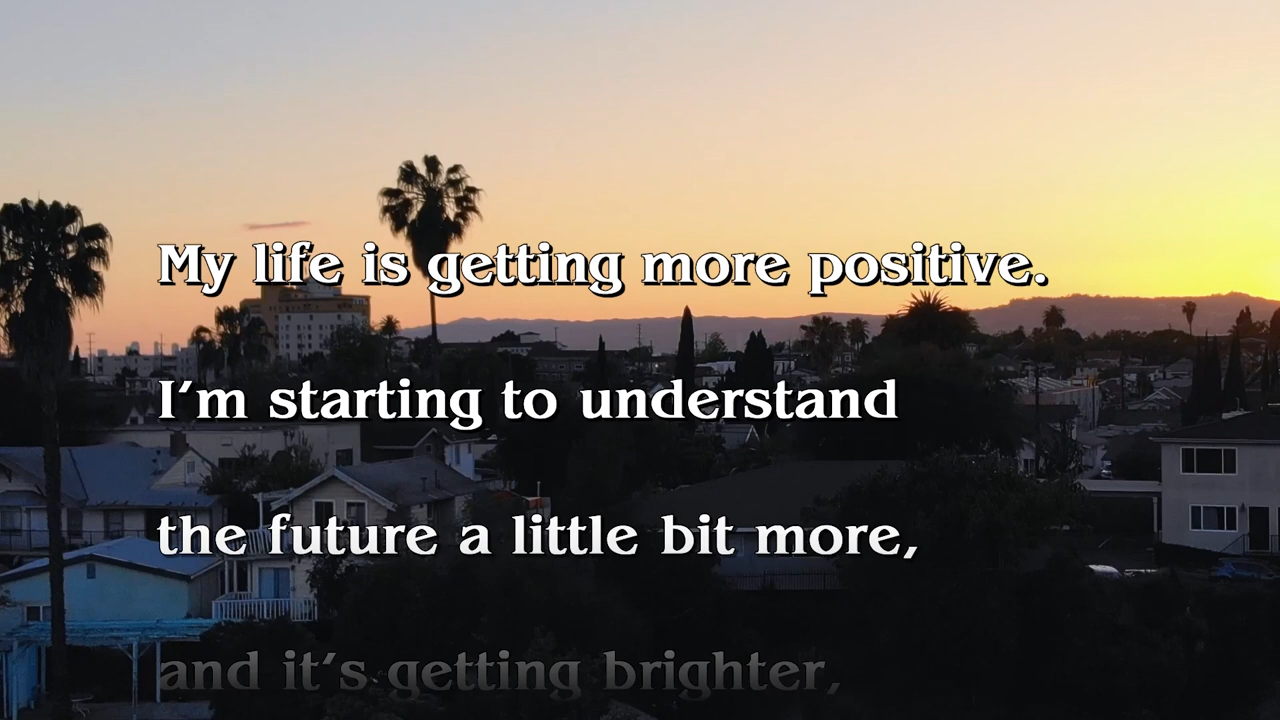 My life is getting more positive.
I’m starting to understand
the future a little bit more,
and it’s getting brighter,